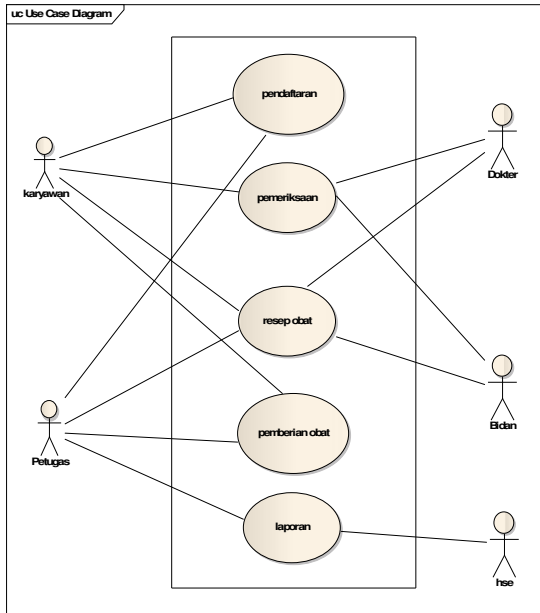 uc Use Case Diagram
pendaftaran
karyawan
pemeriksaan
Dokter
resep obat
Petugas
pemberian obat
Bidan
laporan
hse